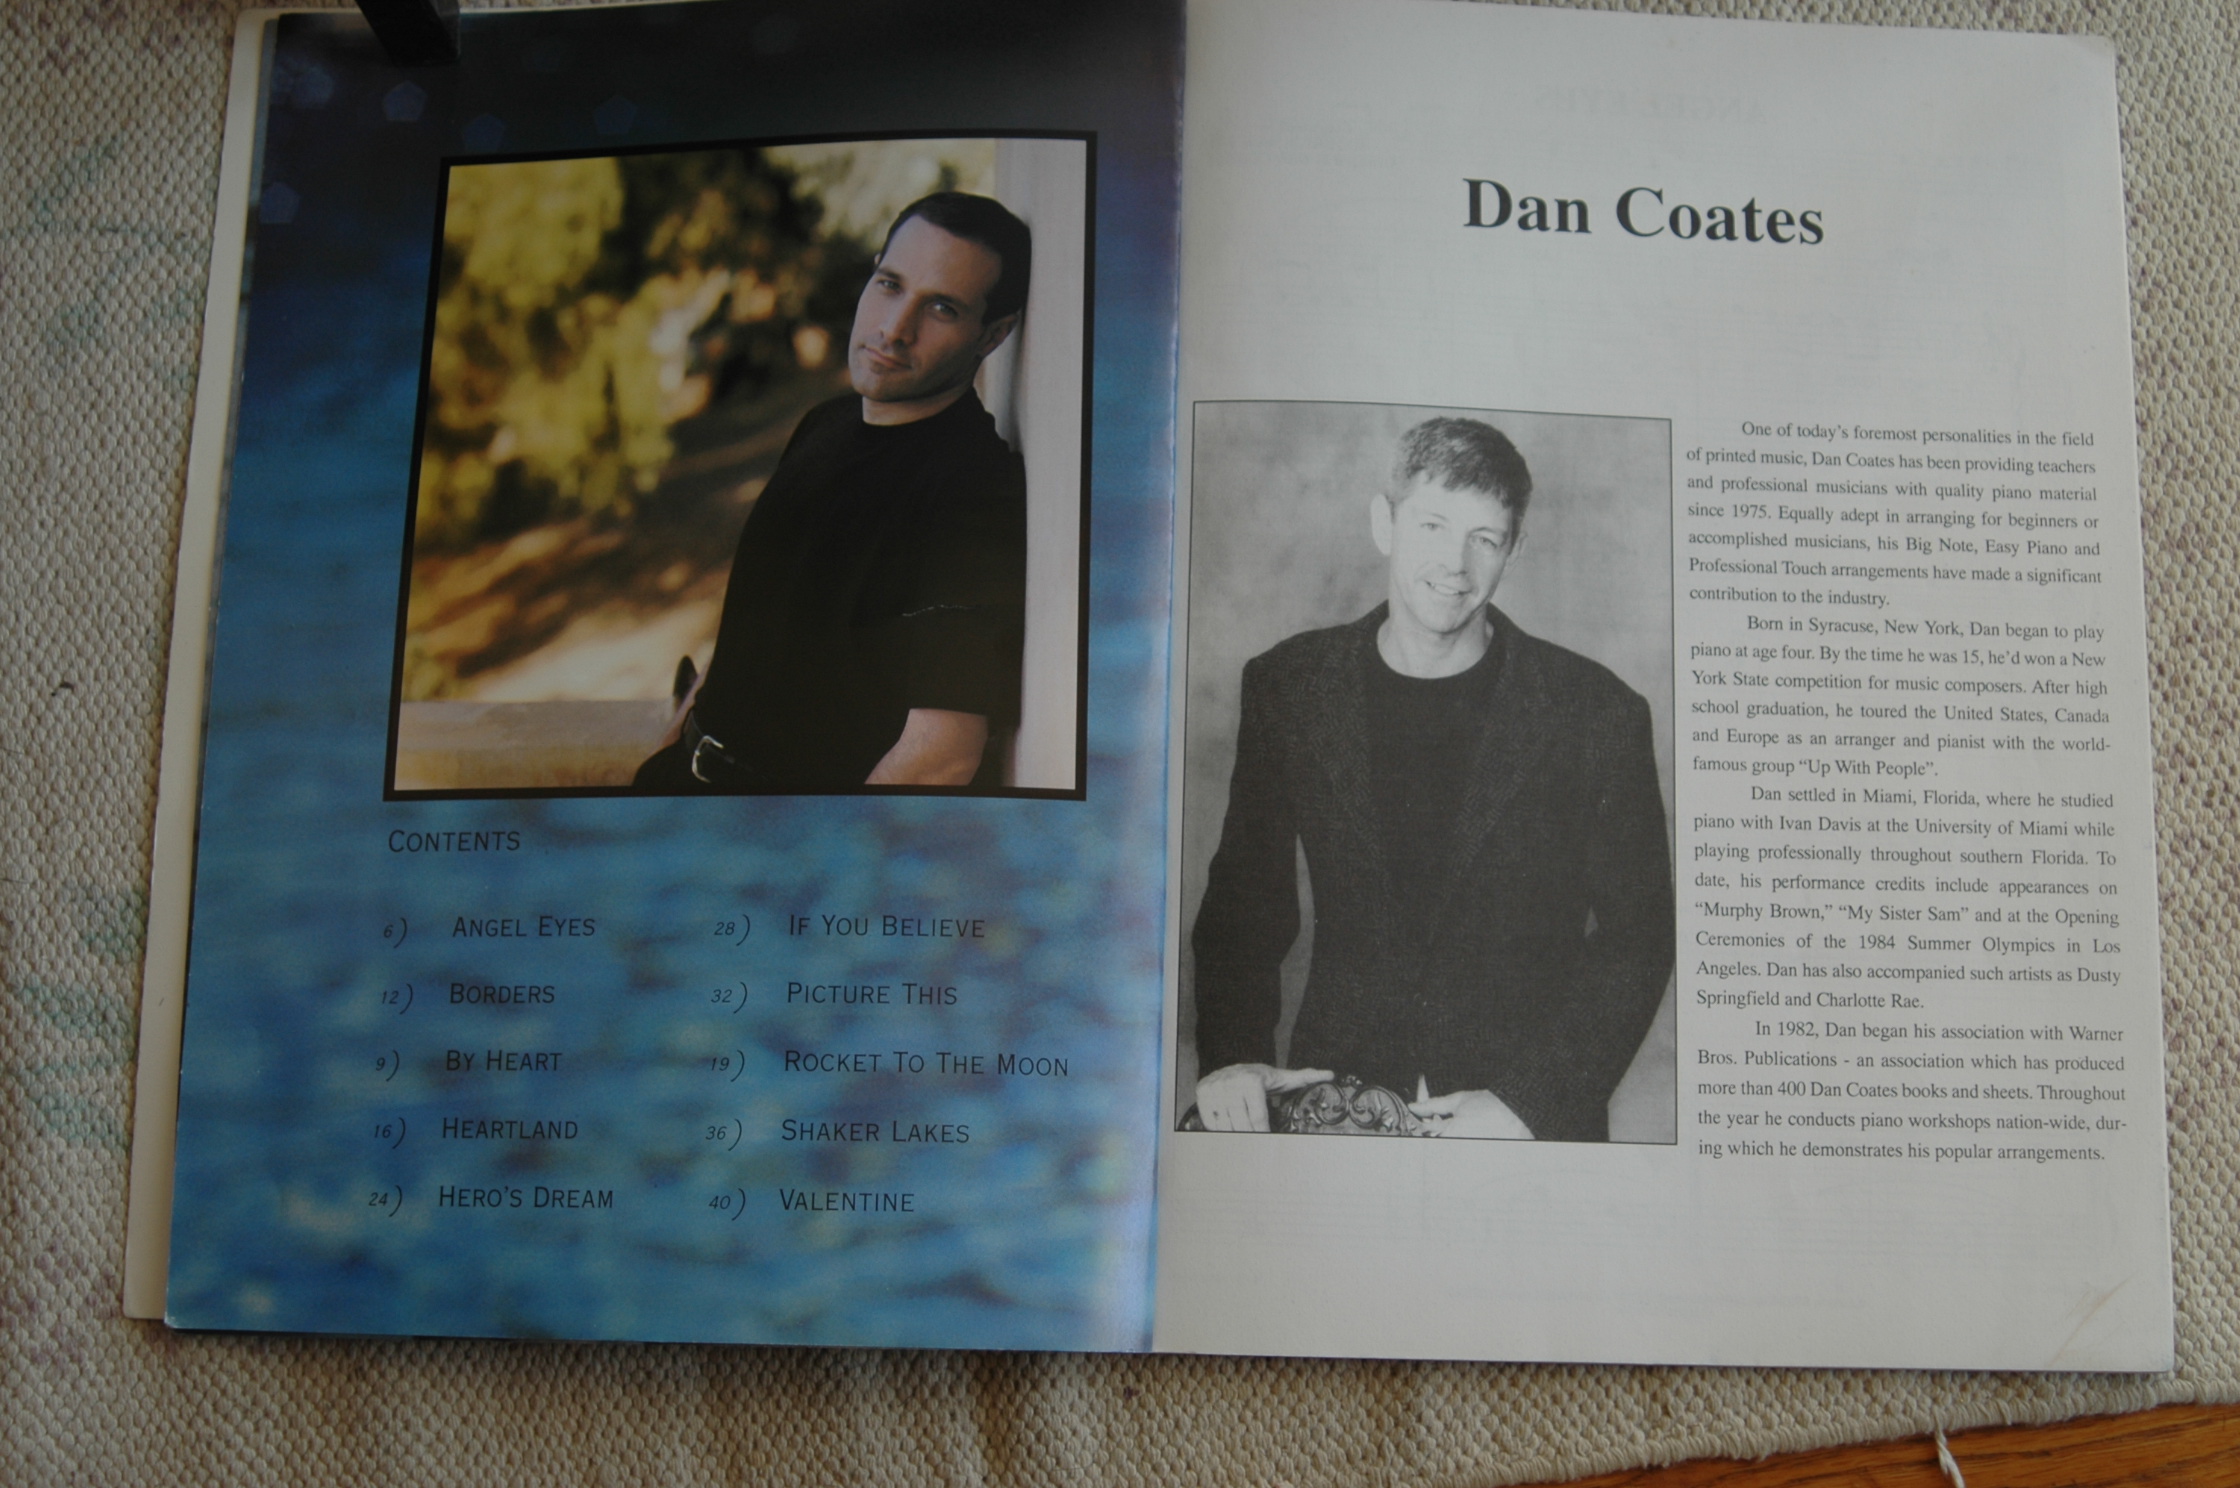 CONTENTS
6) ANGEL EYES
12) BORDERS
9) BY HEART
16) HEARTLAND
24) HERO'S DREAM
28) IF YOU BELIEVE
32) PICTURE THIS
19) ROCKET TO THE MOON
36) SHAKER LAKES
40) VALENTINE
Dan Coates
One of today's foremost personalities in the field
of printed music, Dan Coates has been providing teachers
and professional musicians with quality piano material
since 1975. Equally adept in arranging for beginners or
accomplished musicians, his Big Note, Easy Piano and
Professional Touch arrangements have made a significant
contribution to the industry.
Born in Syracuse, New York, Dan began to play
piano at age four. By the time he was 15, he'd won a New
York State competition for music composers. After high
school graduation, he toured the United States, Canada
and Europe as an arranger and pianist with the world-
famous group "Up With People".
Dan settled in Miami, Florida, where he studied
piano with Ivan Davis at the University of Miami while
playing professionally throughout southern Florida. To
date, his performance credits include appearances on
"Murphy Brown," "My Sister Sam" and at the Opening
Ceremonies of the 1984 Summer Olympics in Los
Angeles. Dan has also accompanied such artists as Dusty
Springfield and Charlotte Rae.
In 1982, Dan began his association with Warner
Bros. Publications - an association which has produced
more than 400 Dan Coates books and sheets. Throughout
the year he conducts piano workshops nation-wide, dur-
ing which he demonstrates his popular arrangements.